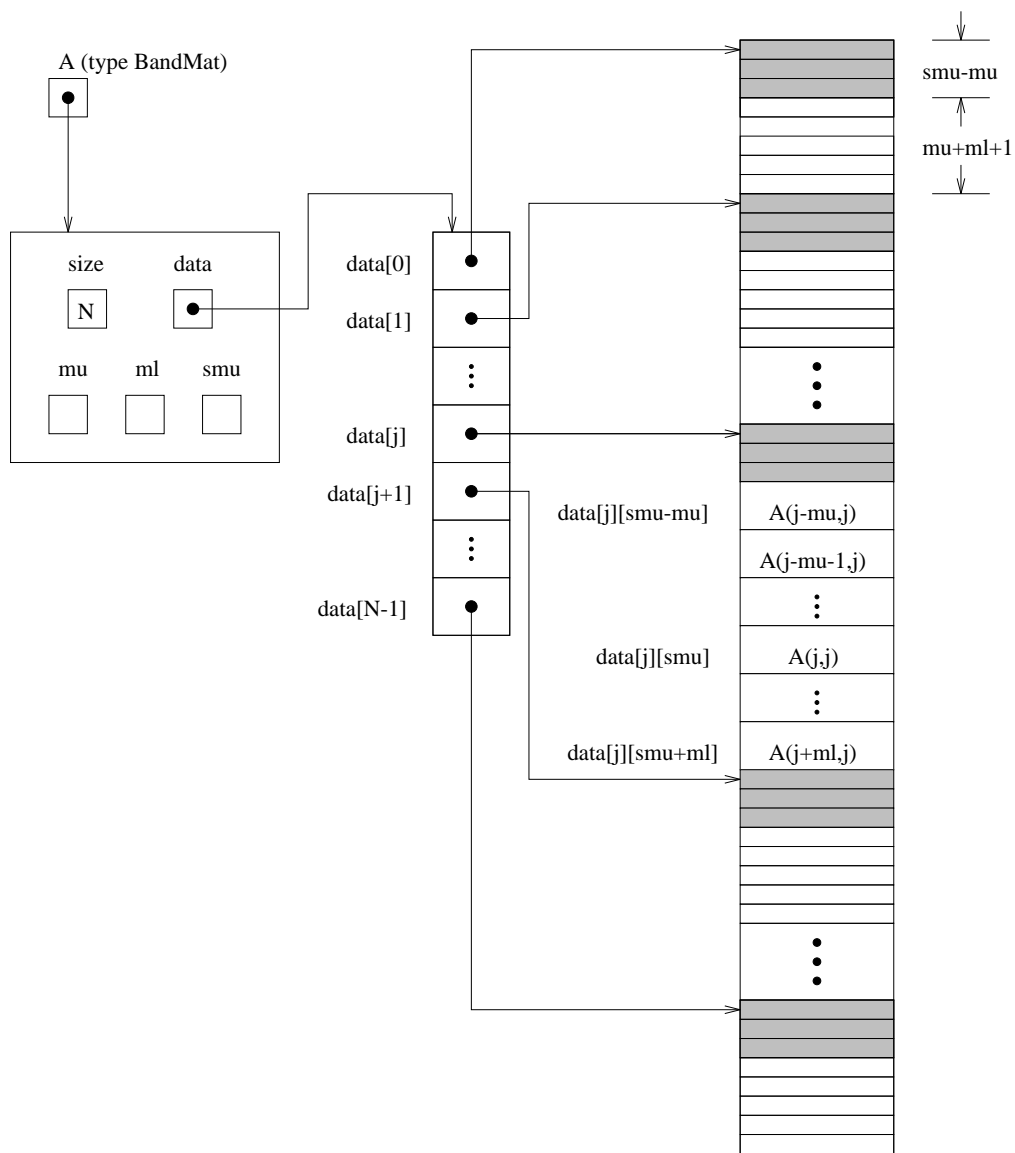 A (type BandMat)
smu-mu
mu+ml+1
size data
N
mu ml smu
data[0]
data[1]
data[j]
data[j+1]
data[N-1]
data[j][smu-mu] A(j-mu,j)
A(j-mu-1,j)
data[j][smu] A(j,j)
data[j][smu+ml] A(j+ml,j)